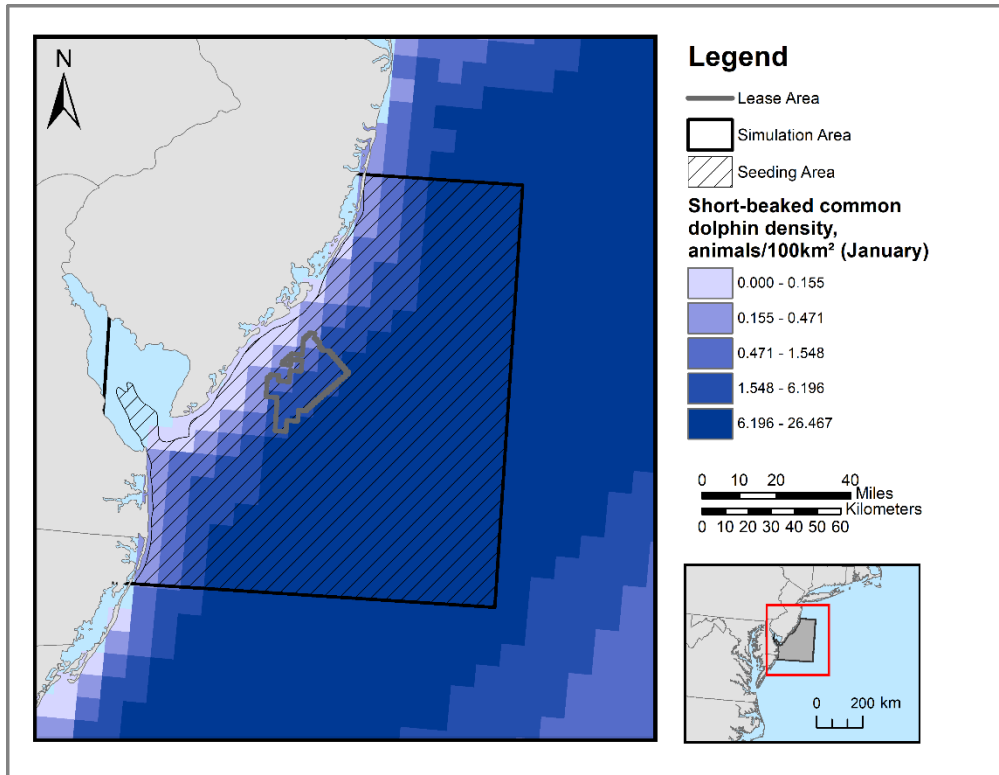 N
Legend
Lease Area
Simulation Area
Seeding Area
Short-beaked common
dolphin density,
animals/100km² (January)
0.000 - 0.155
0.155 - 0.471
0.471 - 1.548
1.548 - 6.196
6.196 - 26.467
0 10 20 40
Miles
Kilometers
0 10 20 30 40 50 60
0 200 km